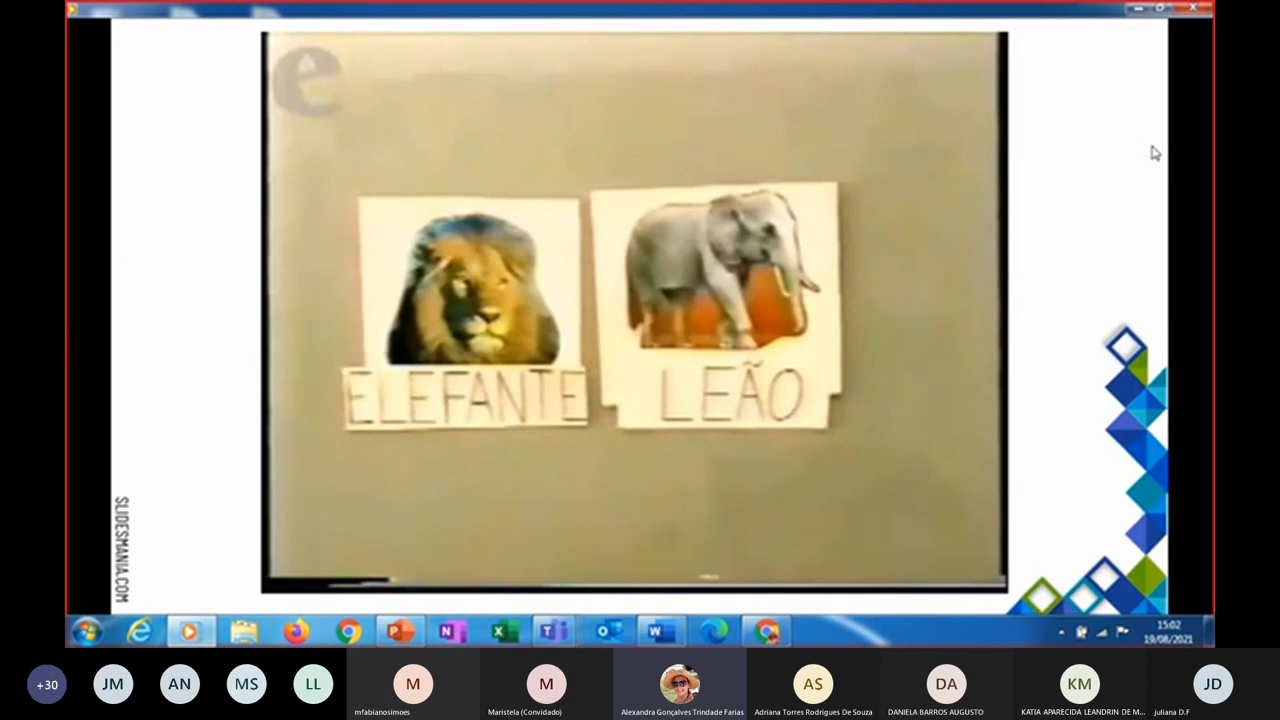 e
ELEFANTE
LEÃO
SLIDESMANIA.COM
15:02
19/08/2021
+30
JM
AN
MS
LL
M
M
AS
DA
KM
JD
mfabianosimoes
Maristela (Convidado)
Alexandra Gonçalves Trindade Farias
Adriana Torres Rodrigues De Souza
DANIELA BARROS AUGUSTO
KATIA APARECIDA LEANDRIN DE M...
juliana D.F